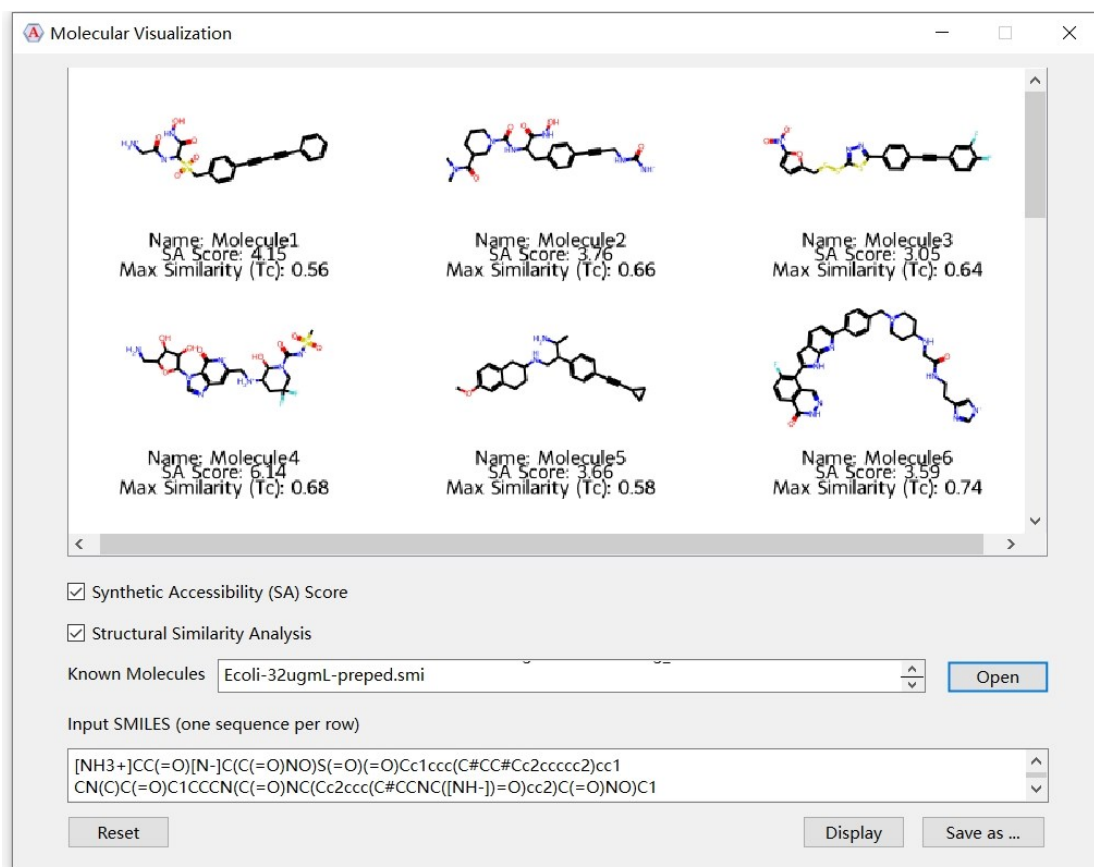 Molecular Visualization
Name: Molecule1
SA Score: 4.15
Max Similarity (Tc): 0.56
Name: Molecule2
SA Score: 3.76
Max Similarity (Tc): 0.66
Name: Molecule3
SA Score: 3.05
Max Similarity (Tc): 0.64
Name: Molecule4
SA Score: 6.14
Max Similarity (Tc): 0.68
Name: Molecule5
SA Score: 3.66
Max Similarity (Tc): 0.58
Name: Molecule6
SA Score: 3.59
Max Similarity (Tc): 0.74
Synthetic Accessibility (SA) Score
Structural Similarity Analysis
Known Molecules
Ecoli-32ugmL-preped.smi
Open
Input SMILES (one sequence per row)
[NH3+]CC(=O)[N-]C(C(=O)NO)S(=O)(=O)Cc1ccc(C#CC#Cc2ccccc2)cc1
CN(C)C(=O)C1CCCN(C(=O)NC(Cc2ccc(C#CCNC([NH-])=O)cc2)C(=O)NO)C1
Reset
Display
Save as ...